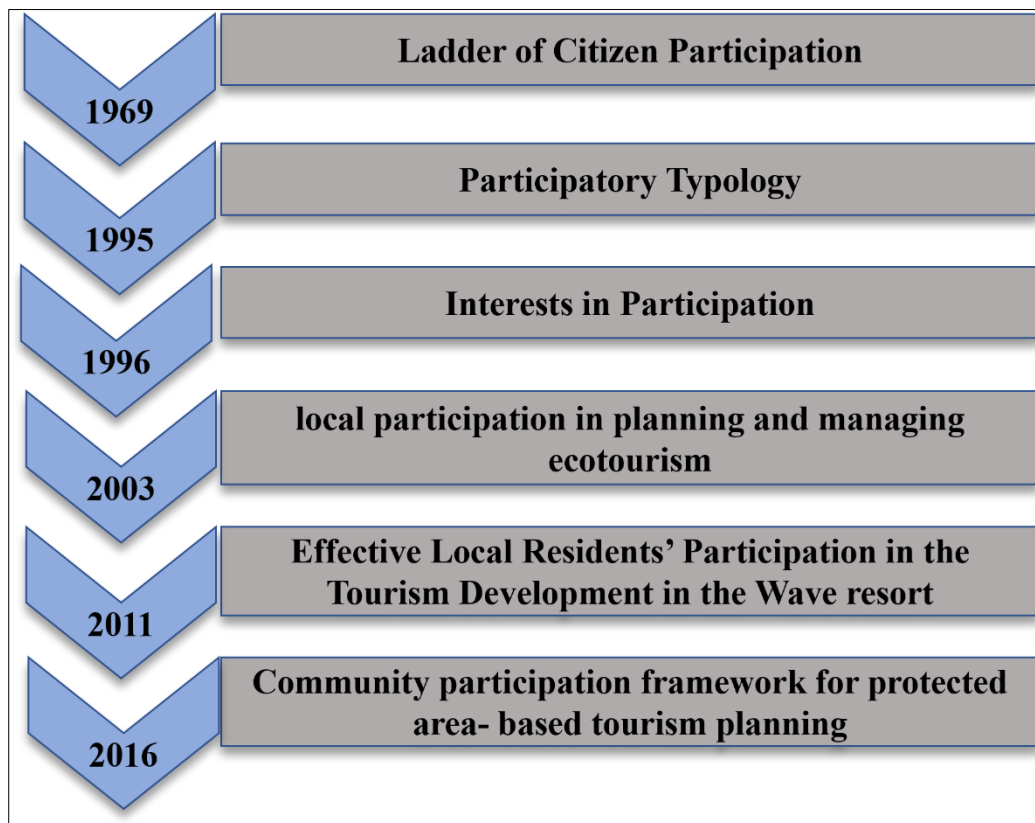 Ladder of Citizen Participation
1969
Participatory Typology
1995
Interests in Participation
1996
local participation in planning and managing
ecotourism
2003
Effective Local Residents’ Participation in the
Tourism Development in the Wave resort
2011
Community participation framework for protected
area- based tourism planning
2016